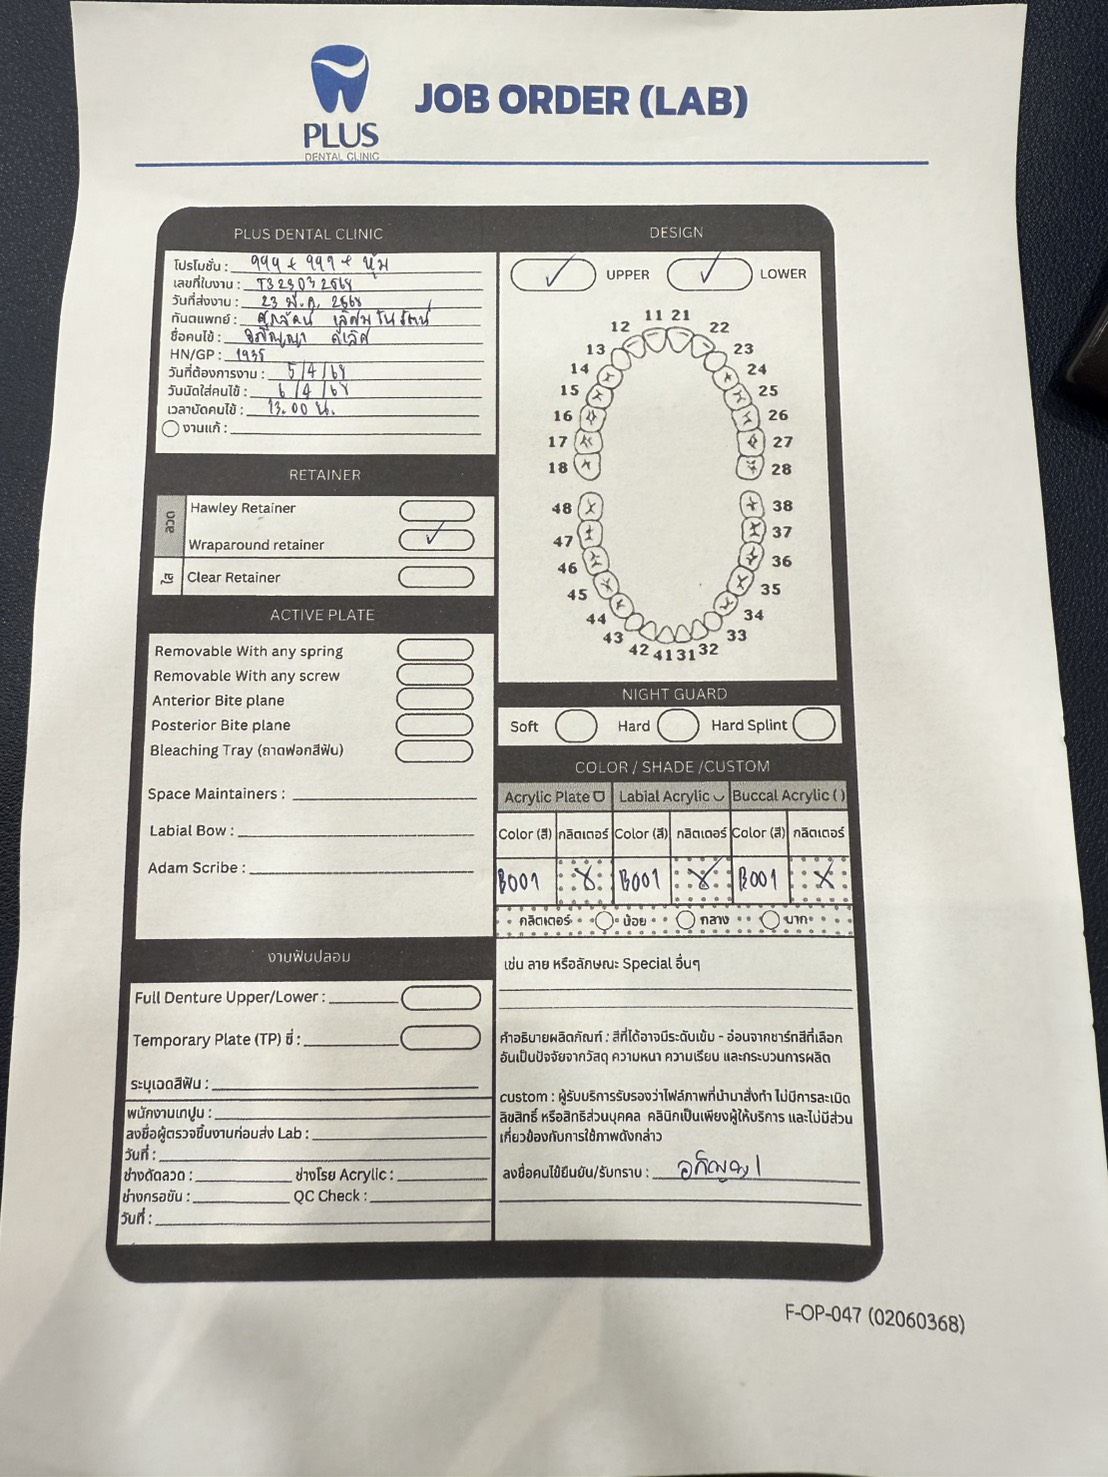 PLUS
DENTAL CLINIC
JOB ORDER (LAB)
PLUS DENTAL CLINIC
โปรโมชั่น : 999 + 999 + หุ้ม
เลขที่ใบงาน :
วันที่ส่งงาน : 23 มี.ค. 2568
ทันตแพทย์ :
ชื่อคนไข้ :
HN/GP : 1935
วันที่ต้องการงาน : 5/4/68
วันนัดใส่คนไข้ : 6/4/68
เวลานัดคนไข้ : 13.00 น.
งานแก้ :
RETAINER
ลวด
Hawley Retainer
Wraparound retainer
ใส
Clear Retainer
ACTIVE PLATE
Removable With any spring
Removable With any screw
Anterior Bite plane
Posterior Bite plane
Bleaching Tray (ถาดฟอกสีฟัน)
Space Maintainers :
Labial Bow :
Adam Scribe :
งานฟันปลอม
Full Denture Upper/Lower :
Temporary Plate (TP) ซี่ :
ระบุเฉดสีฟัน :
พนักงานเทปูน :
ลงชื่อผู้ตรวจชิ้นงานก่อนส่ง Lab :
วันที่ :
ช่างดัดลวด : ช่างโรย Acrylic :
ช่างกรอขัน : QC Check :
วันที่ :
DESIGN
UPPER LOWER
11 21
12 22
13 23
14 24
15 25
16 26
17 27
18 28
48 38
47 37
46 36
45 35
44 34
43 33
42 41 31 32
NIGHT GUARD
Soft Hard Hard Splint
COLOR / SHADE /CUSTOM
Acrylic Plate Labial Acrylic Buccal Acrylic ( )
Color (สี) กลิตเตอร์ Color (สี) กลิตเตอร์ Color (สี) กลิตเตอร์
B001 X B001 X B001 X
กลิตเตอร์ น้อย กลาง มาก
เช่น ลาย หรือลักษณะ Special อื่นๆ
คำอธิบายผลิตภัณฑ์ : สีที่ได้อาจมีระดับเข้ม - อ่อนจากชาร์ทสีที่เลือก
อันเป็นปัจจัยจากวัสดุ ความหนา ความเรียบ และกระบวนการผลิต
custom : ผู้รับบริการรับรองว่าไฟล์ภาพที่นำมาสั่งทำ ไม่มีการละเมิด
ลิขสิทธิ์ หรือสิทธิส่วนบุคคล คลินิกเป็นเพียงผู้ให้บริการ และไม่มีส่วน
เกี่ยวข้องกับการใช้ภาพดังกล่าว
ลงชื่อคนไข้ยืนยัน/รับทราบ : อภิญญา
F-OP-047 (02060368)